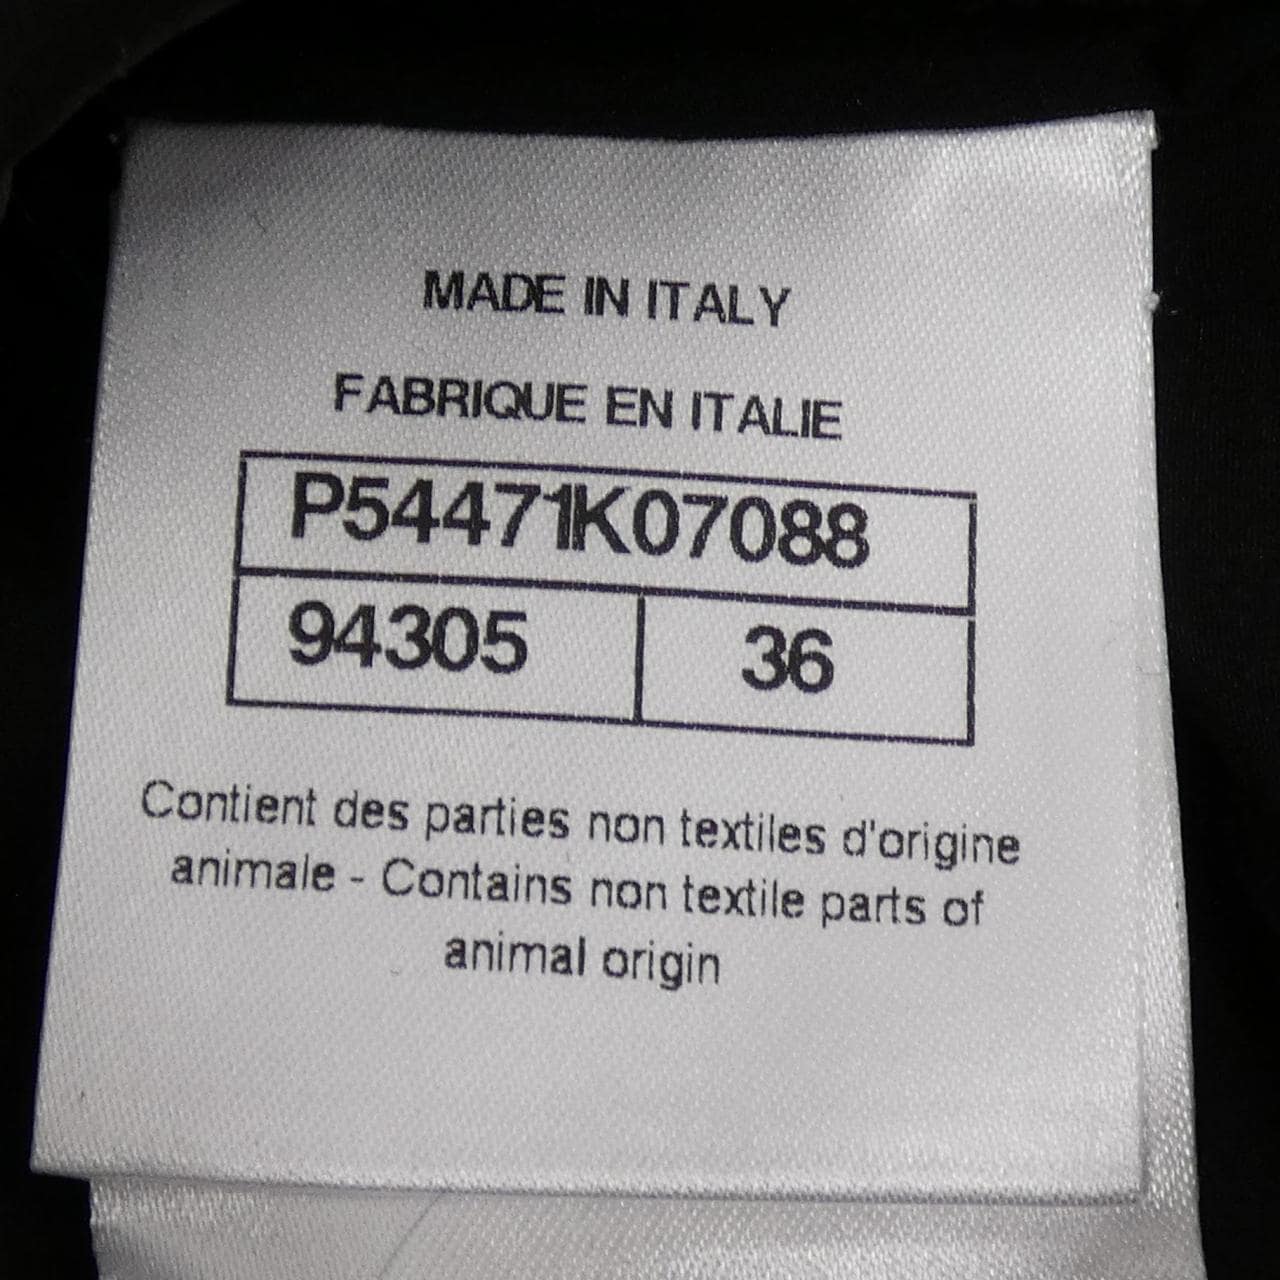 MADE IN ITALY
FABRIQUE EN ITALIE
P54471K07088
94305 36
Contient des parties non textiles d'origine
animale - Contains non textile parts of
animal origin